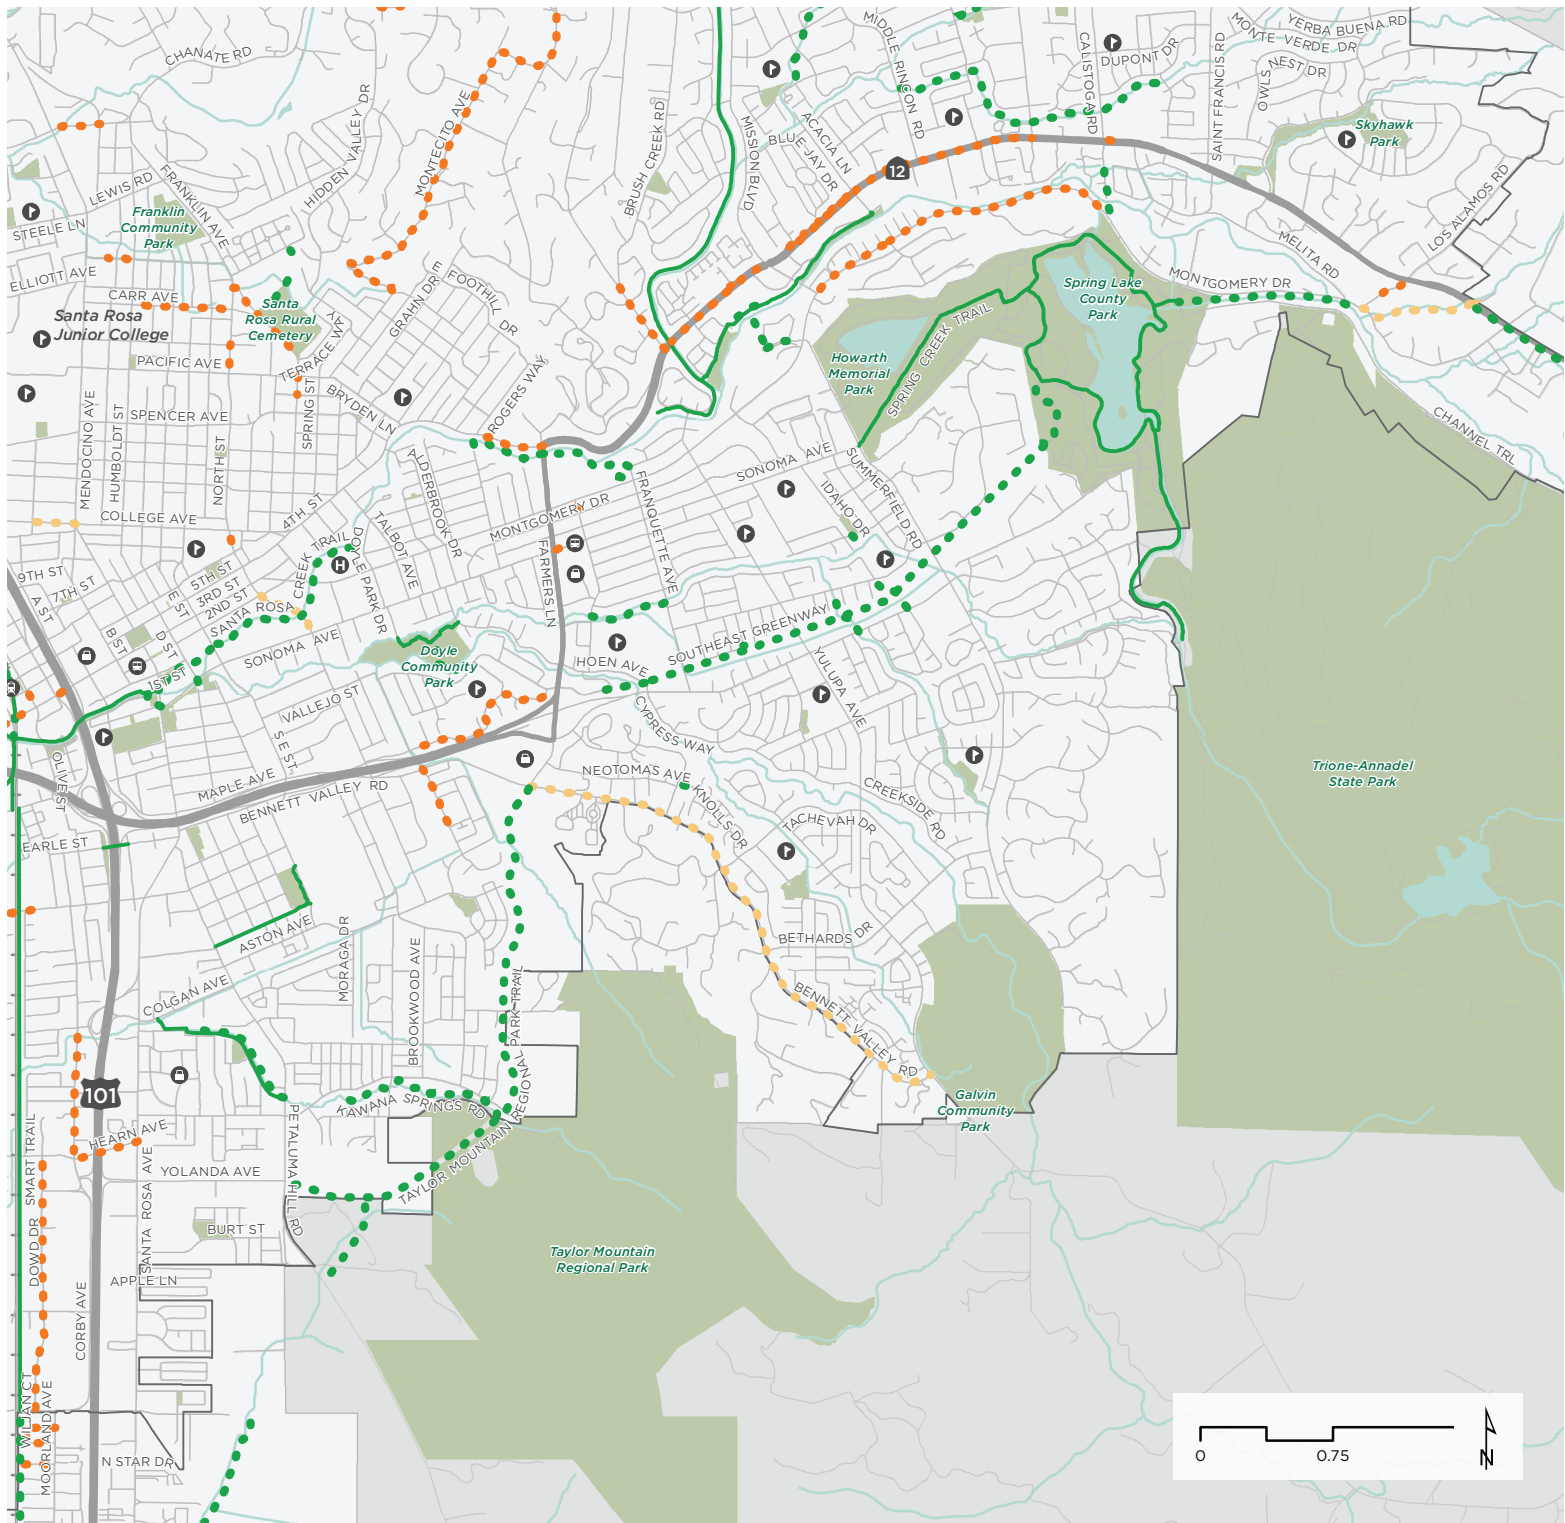 YERBA BUENA RD
MONTE VERDE DR
MIDDLE RINCON RD
CALISTOGA RD
DUPONT DR
SAINT FRANCIS RD
OWLS NEST DR
CHANATE RD
HIDDEN VALLEY DR
MONTECITO AVE
BRUSH CREEK RD
MISSION BLVD
BLUE JAY DR
ACACIA LN
12
Skyhawk
Park
LOS ALAMOS RD
MELITA RD
MONTGOMERY DR
LEWIS RD
FRANKLIN AVE
STEELE LN
Franklin
Community
Park
ELLIOTT AVE
CARR AVE
Santa Rosa
Junior College
Santa
Rosa Rural
Cemetery
GRAHN DR
E FOOTHILL DR
TERRACE WAY
PACIFIC AVE
BRYDEN LN
ROGERS WAY
Spring Lake
County
Park
Howarth
Memorial
Park
SPRING CREEK TRAIL
CHANNEL TRL
MENDOCINO AVE
HUMBOLDT ST
SPENCER AVE
NORTH ST
SPRING ST
COLLEGE AVE
4TH ST
ALDERBROOK DR
TALBOT AVE
MONTGOMERY DR
FRANQUETTE AVE
FARMERS LN
SONOMA AVE
SUMMERFIELD RD
IDAHO DR
9TH ST
7TH ST
A ST
B ST
D ST
E ST
5TH ST
3RD ST
2ND ST
1ST ST
SANTA ROSA CREEK TRAIL
DOYLE PARK DR
H
SONOMA AVE
Doyle
Community
Park
HOEN AVE
SOUTHEAST GREENWAY
YULUPA AVE
CYPRESS WAY
VALLEJO ST
S E ST
OLIVE ST
MAPLE AVE
BENNETT VALLEY RD
EARLE ST
NEOTOMAS AVE
KNOLLS DR
TACHEVAH DR
CREEKSIDE RD
Trione-Annadel
State Park
ASTON AVE
MORAGA DR
BROOKWOOD AVE
COLGAN AVE
BETHARDS DR
BENNETT VALLEY RD
Galvin
Community
Park
101
KAWANA SPRINGS RD
TAYLOR MOUNTAIN REGIONAL PARK TRAIL
PETALUMA HILL RD
HEARN AVE
YOLANDA AVE
SANTA ROSA AVE
SMART TRAIL
DOWD DR
BURT ST
APPLE LN
CORBY AVE
Taylor Mountain
Regional Park
WILJAN CT
MOORLAND AVE
N STAR DR
0
0.75
N